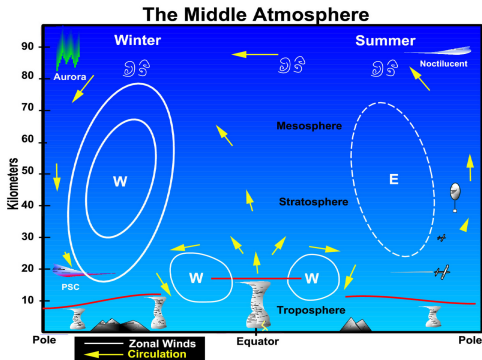 The Middle Atmosphere
Winter
Summer
Aurora
Noctilucent
Kilometers
90
80
70
60
50
40
30
20
10
Mesosphere
W
E
Stratosphere
W
W
PSC
Troposphere
Pole
Equator
Pole
Zonal Winds
Circulation